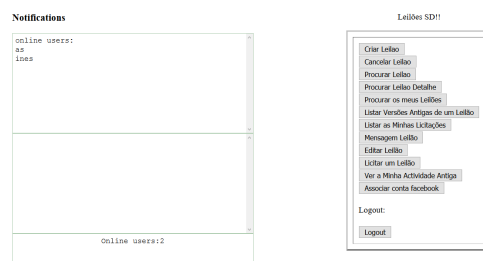 Notifications
online users:
as
ines
Online users:2
Leilões SD!!
Criar Leilao
Cancelar Leilao
Procurar Leilao
Procurar Leilao Detalhe
Procurar os meus Leilões
Listar Versões Antigas de um Leilão
Listar as Minhas Licitações
Mensagem Leilão
Editar Leilão
Licitar um Leilão
Ver a Minha Actividade Antiga
Associar conta facebook
Logout:
Logout